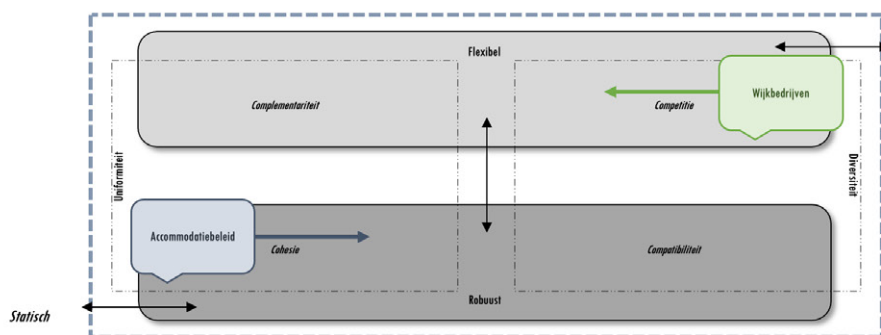 Flexibel
Wijkbedrijven
Complementariteit
Competitie
Uniformiteit
Diversiteit
Accommodatiebeleid
Cohesie
Compatibiliteit
Robuust
Statisch